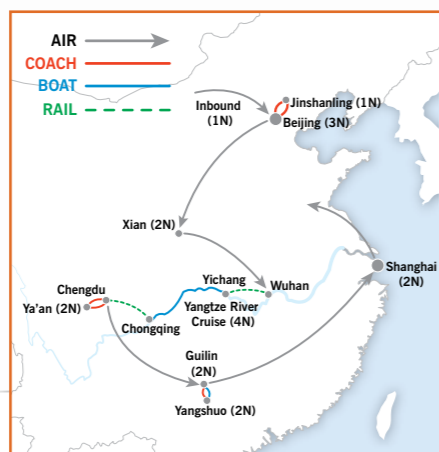 AIR
COACH
BOAT
RAIL
Inbound
(1N)
Jinshanling (1N)
Beijing (3N)
Xian (2N)
Shanghai
(2N)
Chengdu
Ya'an (2N)
Yichang
Wuhan
Yangtze River
Cruise (4N)
Chongqing
Guilin
(2N)
Yangshuo (2N)